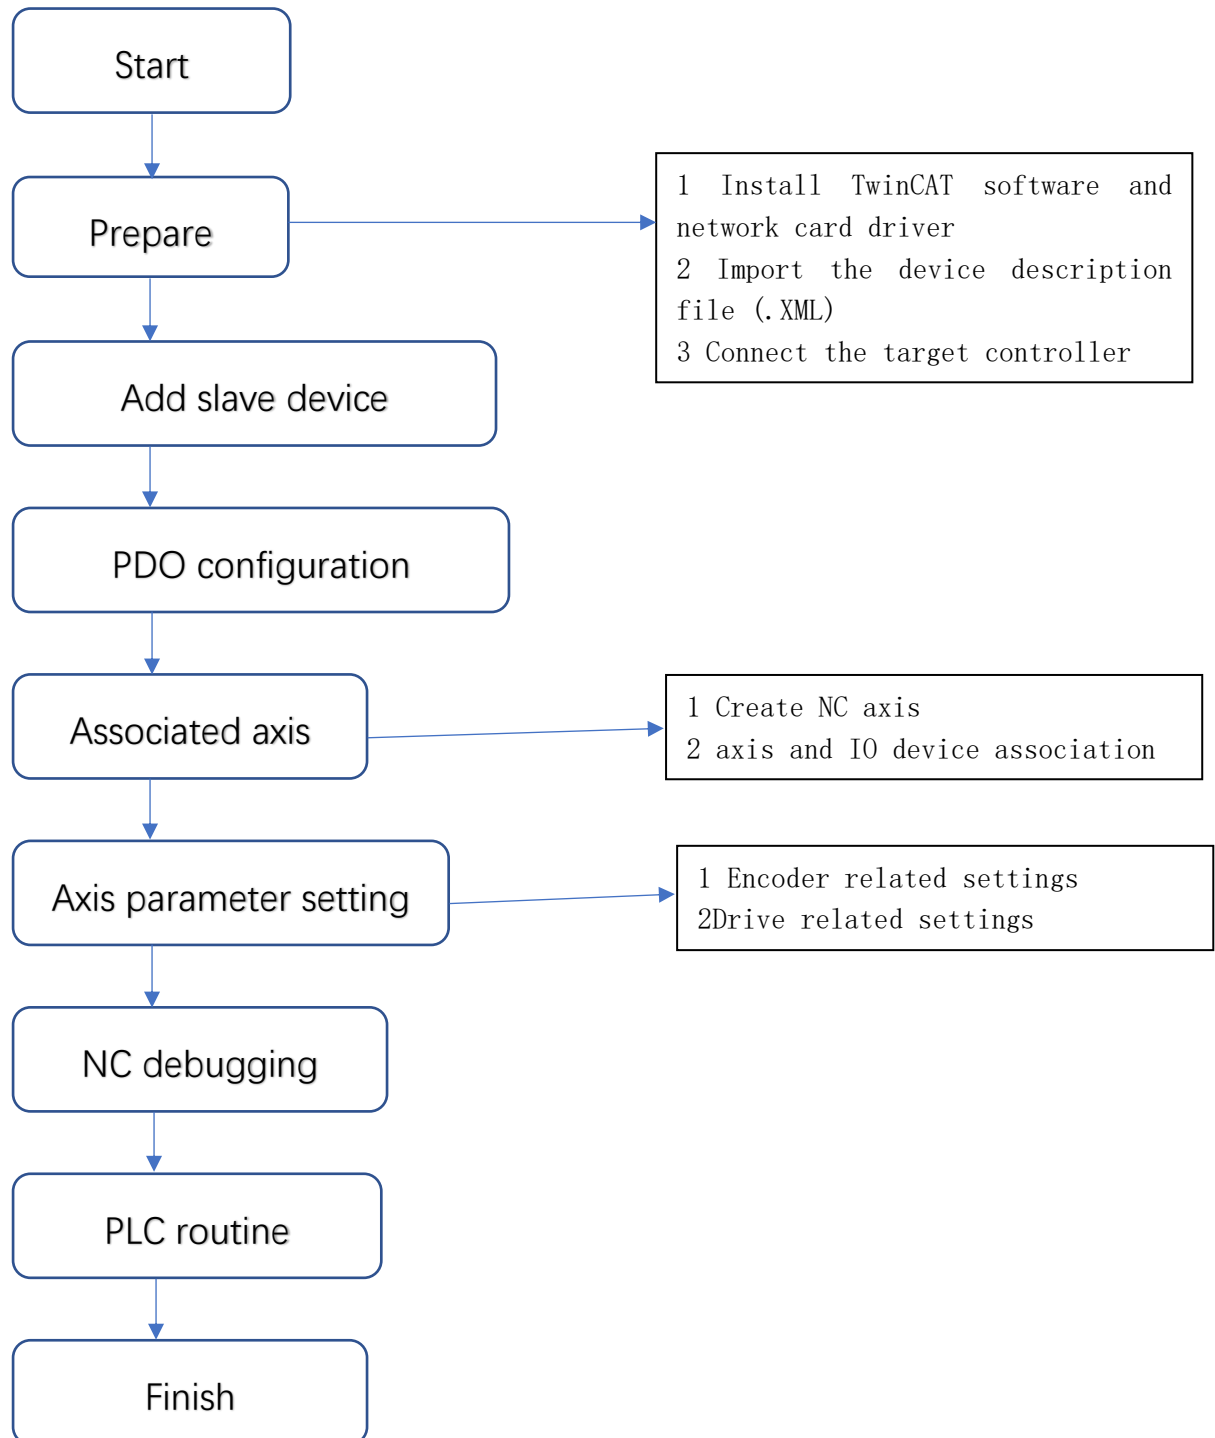 Start
Prepare
1 Install TwinCAT software and
network card driver
2 Import the device description
file (.XML)
3 Connect the target controller
Add slave device
PDO configuration
Associated axis
1 Create NC axis
2 axis and IO device association
Axis parameter setting
1 Encoder related settings
2Drive related settings
NC debugging
PLC routine
Finish